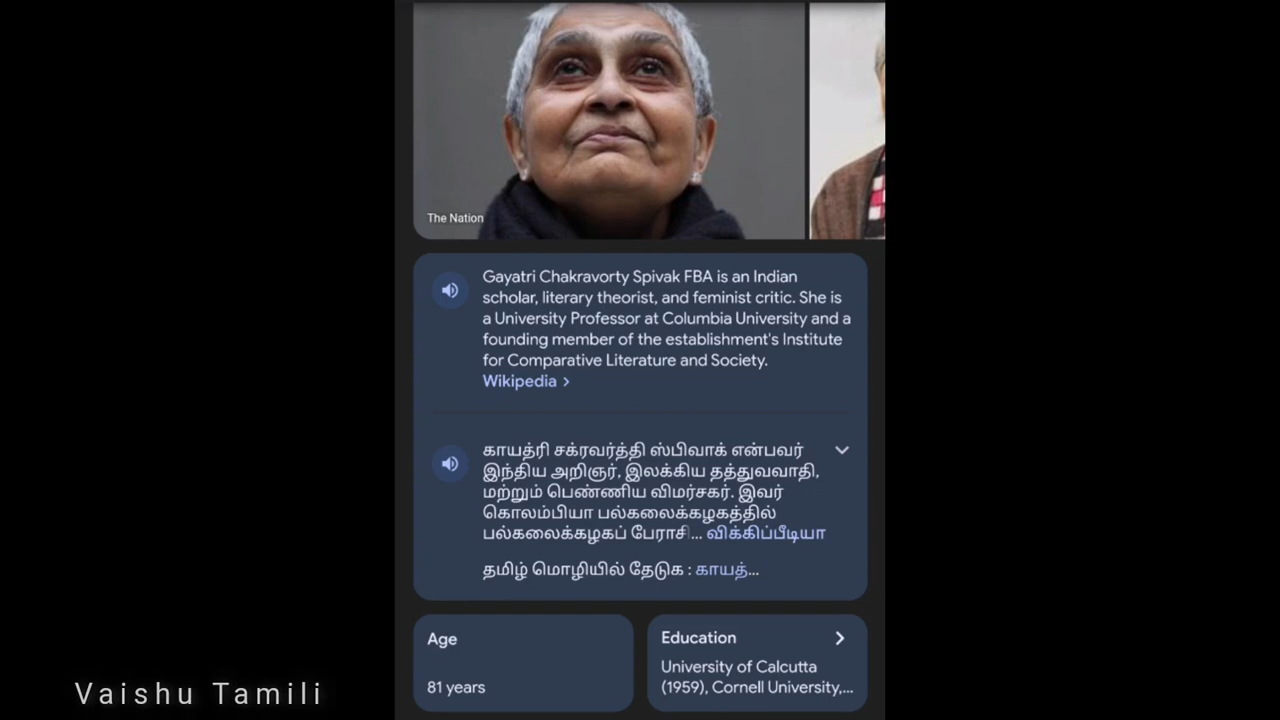 The Nation
Gayatri Chakravorty Spivak FBA is an Indian
scholar, literary theorist, and feminist critic. She is
a University Professor at Columbia University and a
founding member of the establishment's Institute
for Comparative Literature and Society.
Wikipedia >
காயத்ரி சக்ரவர்த்தி ஸ்பிவாக் என்பவர்
இந்திய அறிஞர், இலக்கிய தத்துவவாதி,
மற்றும் பெண்ணிய விமர்சகர். இவர்
கொலம்பியா பல்கலைக்கழகத்தில்
பல்கலைக்கழகப் பேராசி... விக்கிப்பீடியா
தமிழ் மொழியில் தேடுக : காயத்...
Age
81 years
Education
University of Calcutta
(1959), Cornell University,...
Vaishu Tamili